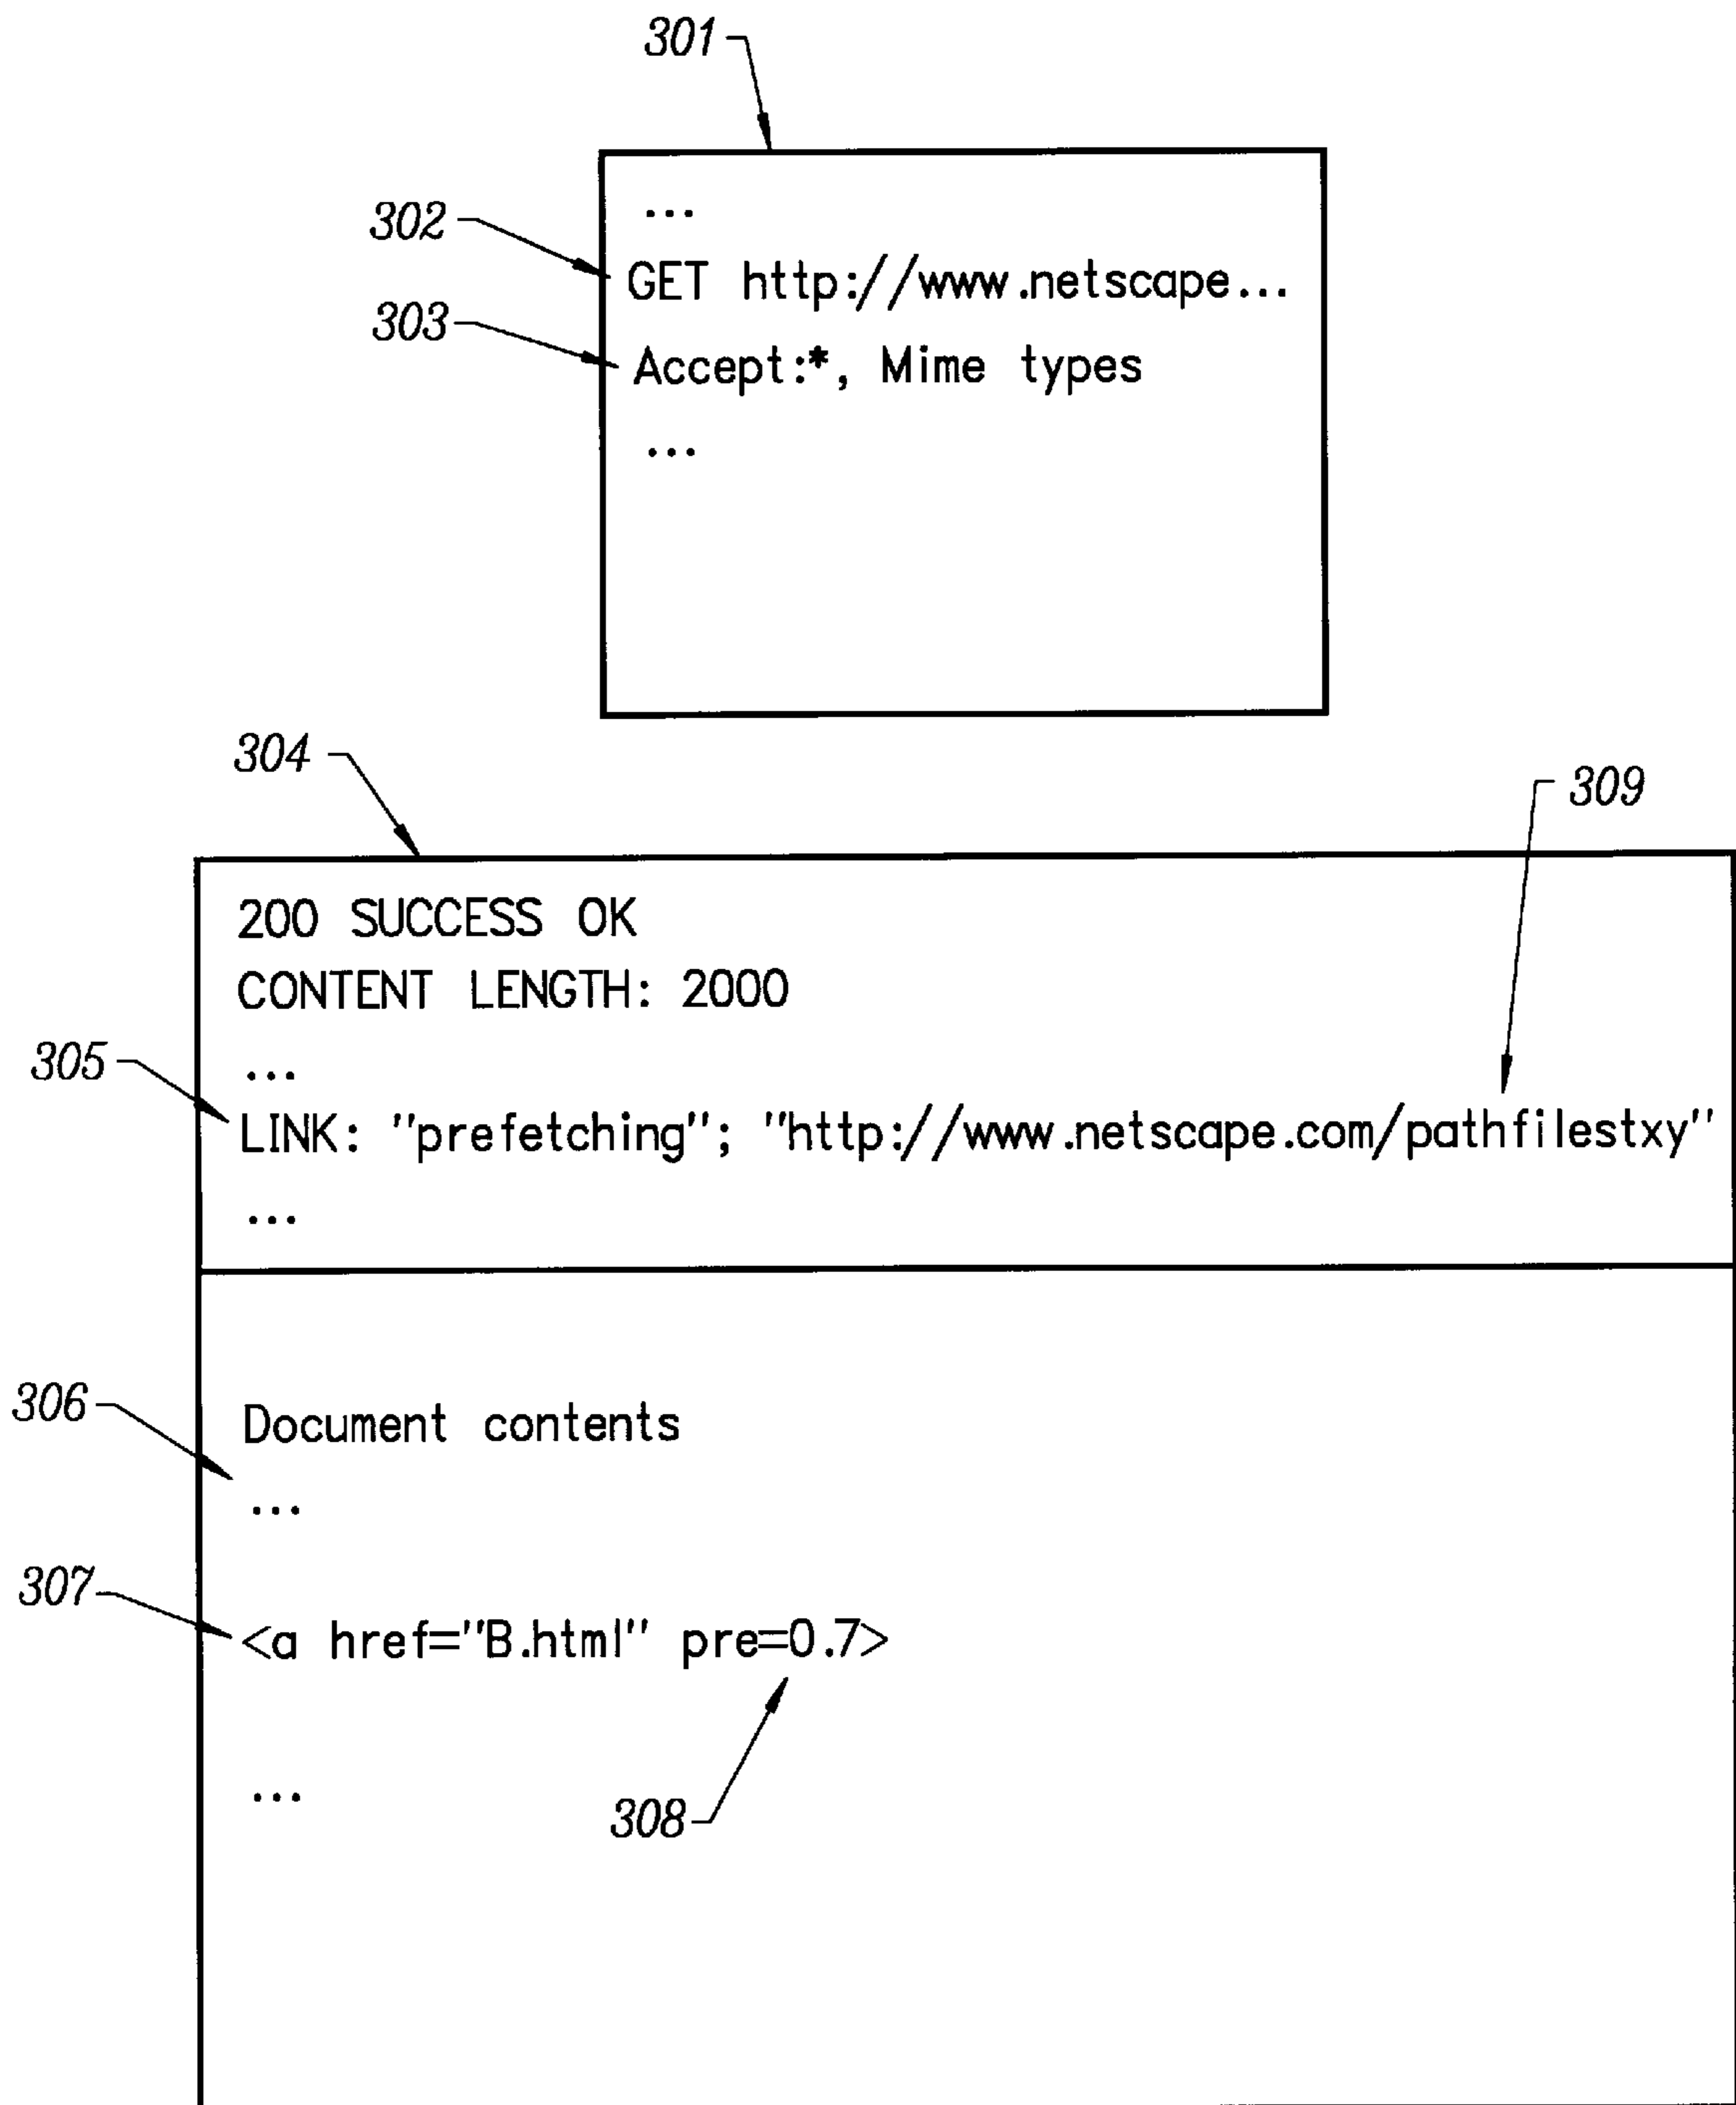 301
...
302
GET http://www.netscape...
303
Accept:*, Mime types
...
304
309
200 SUCCESS OK
CONTENT LENGTH: 2000
305
...
LINK: "prefetching"; "http://www.netscape.com/pathfilestxy"
...
306
Document contents
...
307
<a href="B.html" pre=0.7>
...
308